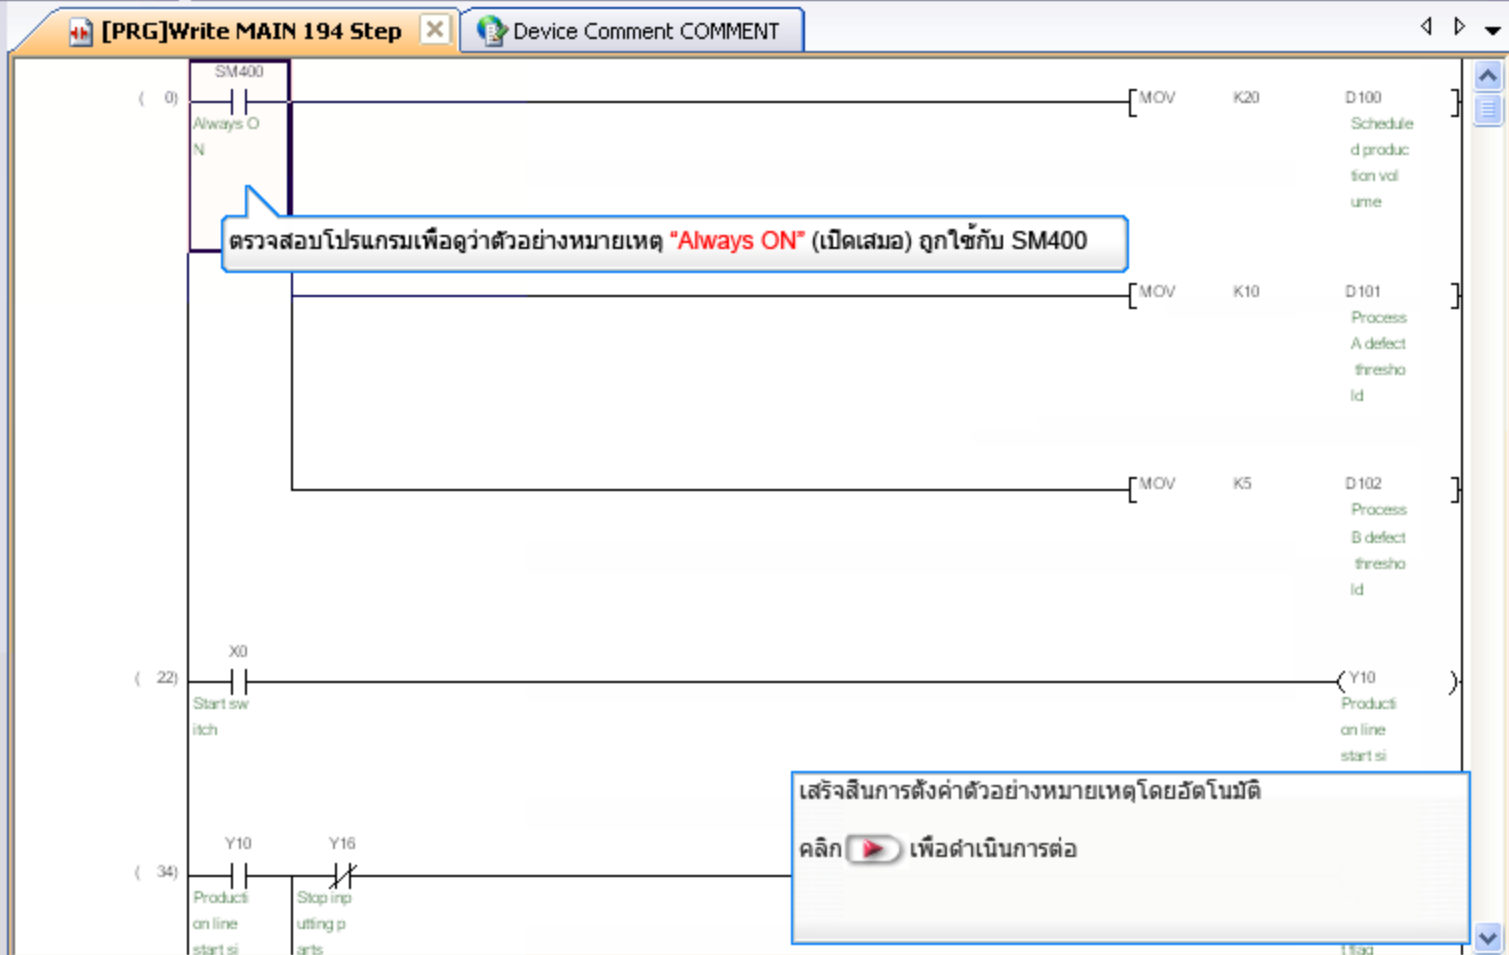 [PRG]Write MAIN 194 Step
Device Comment COMMENT
SM400
( 0)
MOV K20 D100
Always O
N
Schedule
d produc
tion vol
ume
ตรวจสอบโปรแกรมเพื่อดูว่าตัวอย่างหมายเหตุ "Always ON" (เปิดเสมอ) ถูกใช้กับ SM400
MOV K10 D101
Process
A defect
thresho
ld
MOV K5 D102
Process
B defect
thresho
ld
X0
( 22)
Y10
Start sw
itch
Producti
on line
start si
เสร็จสิ้นการตั้งค่าตัวอย่างหมายเหตุโดยอัตโนมัติ
คลิก เพื่อดำเนินการต่อ
Y10 Y16
( 34)
Producti
on line
start si
Stop inp
utting p
arts
t flag